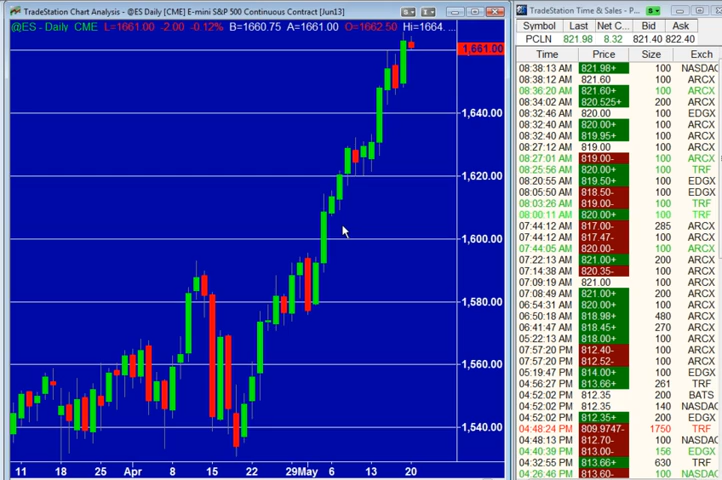 TradeStation Chart Analysis - @ES Daily [CME] E-mini S&P 500 Continuous Contract [Jun13]
@ES - Daily CME L=1661.00 -2.00 -0.12% B=1660.75 A=1661.00 O=1662.50 Hi=1664. ...
1,661.00
1,640.00
1,620.00
1,600.00
1,580.00
1,560.00
1,540.00
11 18 25 Apr 8 15 22 29 May 6 13 20
TradeStation Time & Sales - P...
Symbol Last Net C... Bid Ask
PCLN 821.98 8.32 821.40 822.40
Time Price Size Exch
08:38:13 AM 821.98+ 100 NASDAC
08:38:12 AM 821.60 100 ARCX
08:36:20 AM 821.60+ 100 ARCX
08:34:02 AM 820.525+ 200 ARCX
08:32:46 AM 820.00 100 EDGX
08:32:40 AM 820.00+ 100 ARCX
08:32:40 AM 819.95+ 100 ARCX
08:27:12 AM 819.00 100 ARCX
08:27:01 AM 819.00- 100 ARCX
08:25:56 AM 820.00+ 100 TRF
08:20:55 AM 819.50+ 100 EDGX
08:05:50 AM 818.50- 100 EDGX
08:03:26 AM 819.00- 100 TRF
08:00:11 AM 820.00+ 100 TRF
07:44:12 AM 817.00- 285 ARCX
07:44:12 AM 817.47- 100 ARCX
07:44:05 AM 820.00- 100 ARCX
07:22:13 AM 821.00+ 200 ARCX
07:14:38 AM 820.35- 100 EDGX
07:09:19 AM 821.00 100 ARCX
07:08:49 AM 821.00+ 200 ARCX
06:54:31 AM 820.00+ 100 ARCX
06:50:18 AM 818.98+ 480 ARCX
06:41:47 AM 818.45+ 270 ARCX
05:22:13 AM 818.00+ 100 ARCX
07:57:20 PM 812.40- 100 ARCX
07:57:20 PM 812.52- 100 ARCX
05:19:47 PM 814.00+ 100 EDGX
04:56:27 PM 813.66+ 261 TRF
04:52:02 PM 812.35 200 BATS
04:52:02 PM 812.35 140 NASDAC
04:52:02 PM 812.35+ 200 EDGX
04:48:24 PM 809.9747- 1750 TRF
04:48:13 PM 812.70- 100 NASDAC
04:39:40 PM 813.00- 156 EDGX
04:32:55 PM 813.66+ 630 TRF
04:26:46 PM 813.60- 100 NASDAC